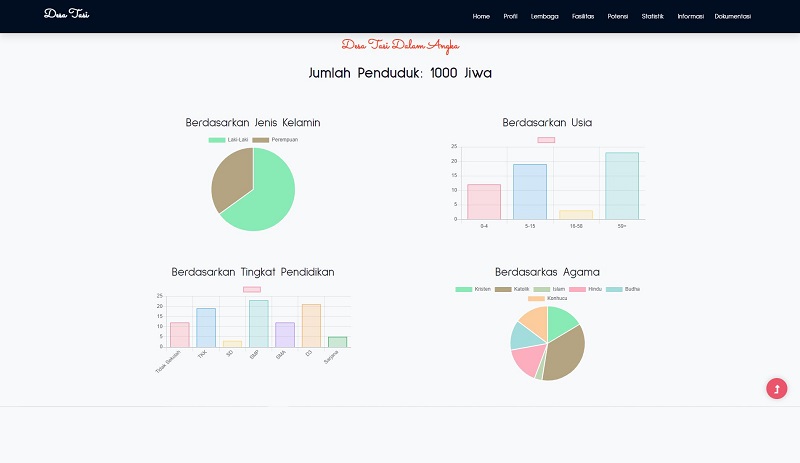 Desa Tasi
Home Profil Lembaga Fasilitas Potensi Statistik Informasi Dokumentasi
Desa Tasi Dalam Angka
Jumlah Penduduk: 1000 Jiwa
Berdasarkan Jenis Kelamin
Laki-Laki Perempuan
Berdasarkan Usia
25
20
15
10
5
0
0-4 5-15 16-58 59+
Berdasarkan Tingkat Pendidikan
25
20
15
10
5
0
Tidak Sekolah TKK SD SMP SMA D3 Sarjana
Berdasarkas Agama
Kristen Katolik Islam Hindu Budha
Konhucu